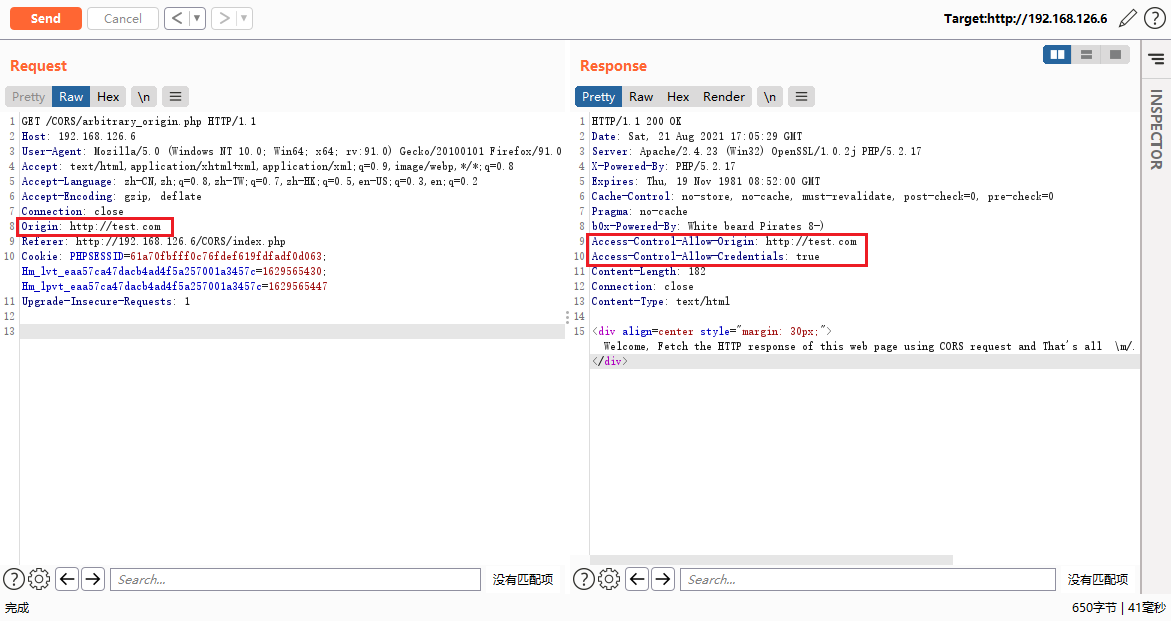 Send Cancel < ▼ > ▼ Target:http://192.168.126.6 ?
Request
Pretty Raw Hex \n
1 GET /CORS/arbitrary_origin.php HTTP/1.1
2 Host: 192.168.126.6
3 User-Agent: Mozilla/5.0 (Windows NT 10.0; Win64; x64; rv:91.0) Gecko/20100101 Firefox/91.0
4 Accept: text/html,application/xhtml+xml,application/xml;q=0.9,image/webp,*/*;q=0.8
5 Accept-Language: zh-CN,zh;q=0.8,zh-TW;q=0.7,zh-HK;q=0.5,en-US;q=0.3,en;q=0.2
6 Accept-Encoding: gzip, deflate
7 Connection: close
8 Origin: http://test.com
9 Referer: http://192.168.126.6/CORS/index.php
10 Cookie: PHPSESSID=61a70fbfff0c76fdef619fdfadf0d063;
Hm_lvt_eaa57ca47dacb4ad4f5a257001a3457c=1629565430;
Hm_lpvt_eaa57ca47dacb4ad4f5a257001a3457c=1629565447
11 Upgrade-Insecure-Requests: 1
12
13
? Search... 没有匹配项
Response
Pretty Raw Hex Render \n
1 HTTP/1.1 200 OK
2 Date: Sat, 21 Aug 2021 17:05:29 GMT
3 Server: Apache/2.4.23 (Win32) OpenSSL/1.0.2j PHP/5.2.17
4 X-Powered-By: PHP/5.2.17
5 Expires: Thu, 19 Nov 1981 08:52:00 GMT
6 Cache-Control: no-store, no-cache, must-revalidate, post-check=0, pre-check=0
7 Pragma: no-cache
8 b0x-Powered-By: White beard Pirates 8-)
9 Access-Control-Allow-Origin: http://test.com
10 Access-Control-Allow-Credentials: true
11 Content-Length: 182
12 Connection: close
13 Content-Type: text/html
14
15 <div align=center style="margin: 30px;">
Welcome, Fetch the HTTP response of this web page using CORS request and That's all \m/.
</div>
? Search... 没有匹配项
INSPECTOR
完成 650字节 | 41毫秒